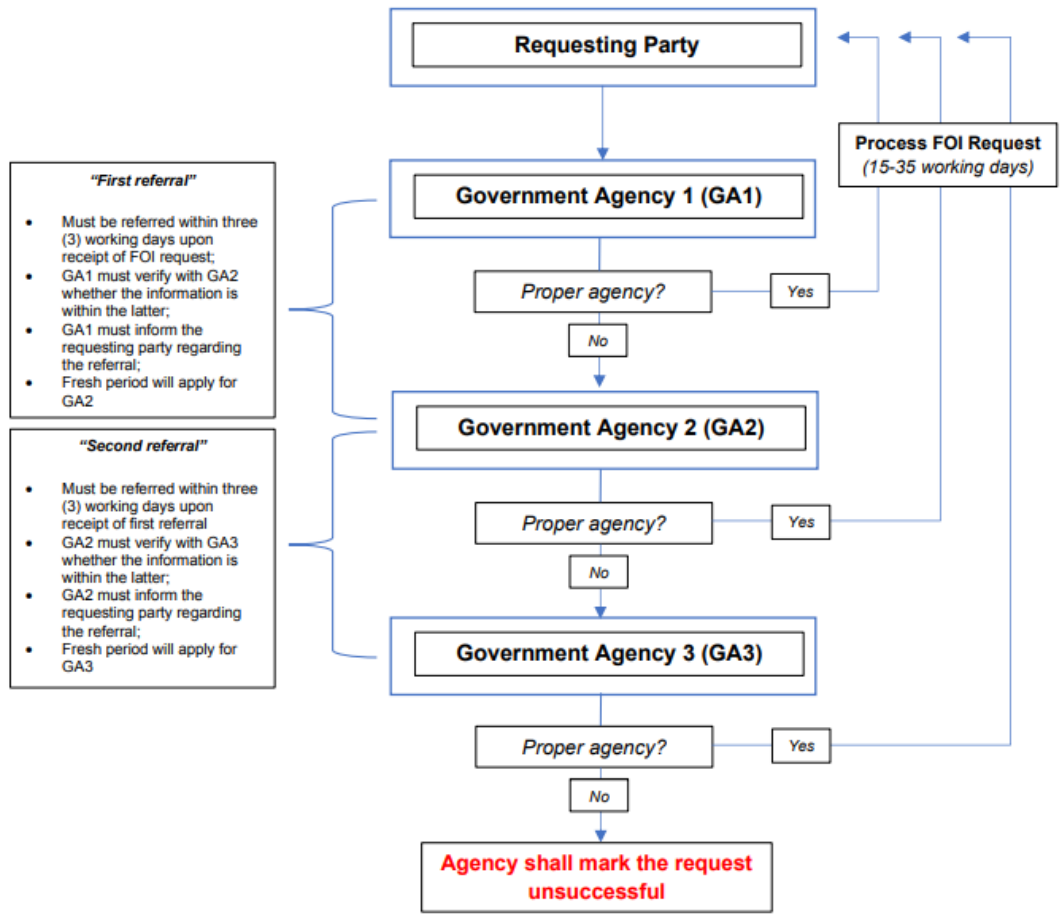 Requesting Party
Process FOI Request
(15-35 working days)
Government Agency 1 (GA1)
Proper agency?
Yes
No
“First referral”
• Must be referred within three
(3) working days upon
receipt of FOI request;
• GA1 must verify with GA2
whether the information is
within the latter;
• GA1 must inform the
requesting party regarding
the referral;
• Fresh period will apply for
GA2
Government Agency 2 (GA2)
Proper agency?
Yes
No
“Second referral”
• Must be referred within three
(3) working days upon
receipt of first referral
• GA2 must verify with GA3
whether the information is
within the latter;
• GA2 must inform the
requesting party regarding
the referral;
• Fresh period will apply for
GA3
Government Agency 3 (GA3)
Proper agency?
Yes
No
Agency shall mark the request
unsuccessful